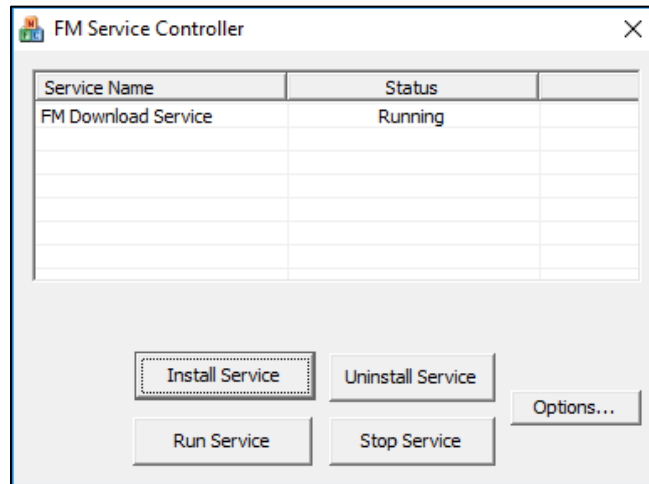 FM Service Controller
Service Name Status
FM Download Service Running
Install Service Uninstall Service
Options...
Run Service Stop Service